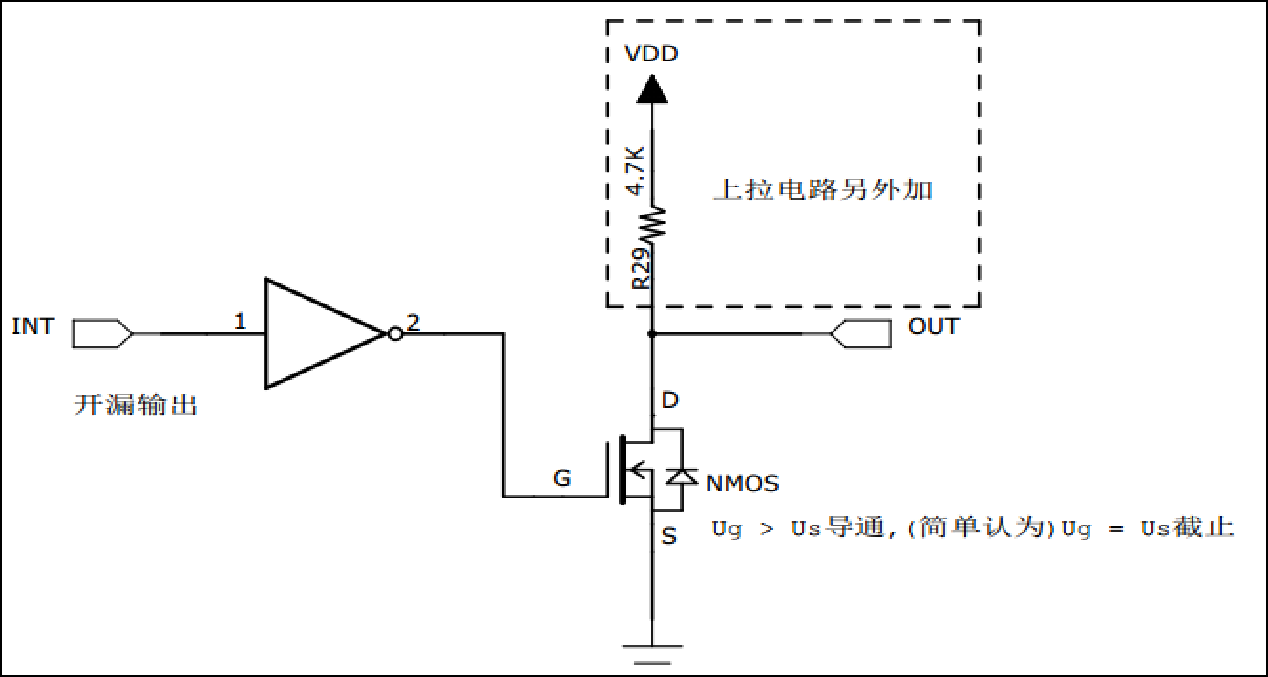 VDD
4.7K
上拉电路另外加
R29
INT
1
2
OUT
开漏输出
D
G
NMOS
S
Ug > Us导通,(简单认为)Ug = Us截止